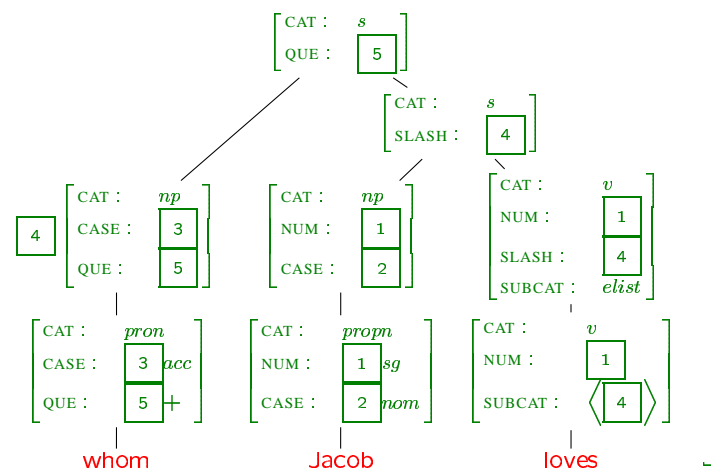 CAT : s
QUE : 5
CAT : s
SLASH : 4
4
CAT : np
CASE : 3
QUE : 5
CAT : np
NUM : 1
CASE : 2
CAT : v
NUM : 1
SLASH : 4
SUBCAT : elist
CAT : pron
CASE : 3 acc
QUE : 5 +
CAT : propn
NUM : 1 sg
CASE : 2 nom
CAT : v
NUM : 1
SUBCAT : ⟨ 4 ⟩
whom Jacob loves